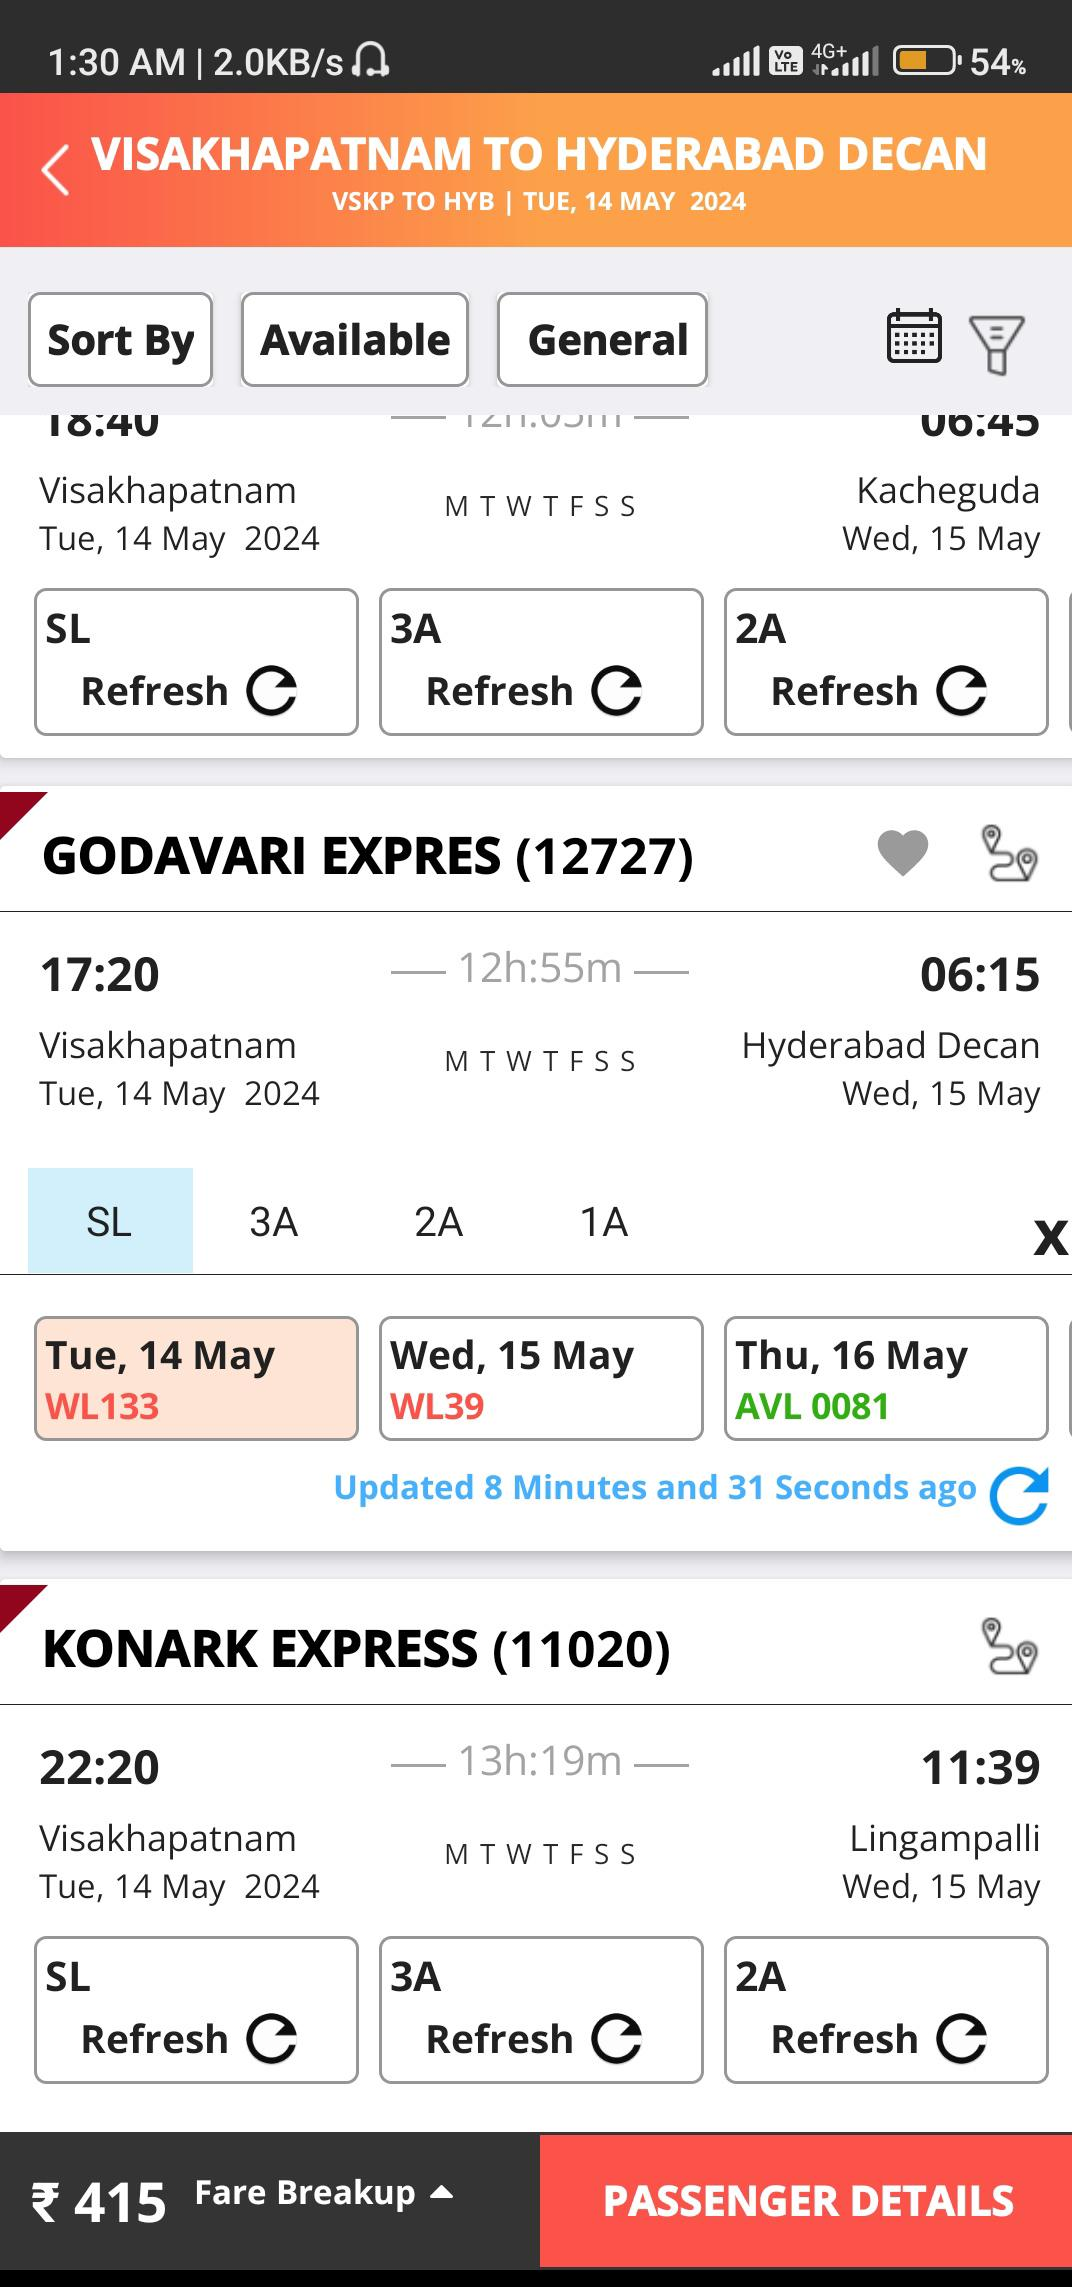 1:30 AM | 2.0KB/s Vo LTE 4G+ 54%
VISAKHAPATNAM TO HYDERABAD DECAN
VSKP TO HYB | TUE, 14 MAY 2024
Sort By Available General
18:40 12h:05m 06:45
Visakhapatnam M T W T F S S Kacheguda
Tue, 14 May 2024 Wed, 15 May
SL 3A 2A
Refresh Refresh Refresh
GODAVARI EXPRES (12727)
17:20 12h:55m 06:15
Visakhapatnam M T W T F S S Hyderabad Decan
Tue, 14 May 2024 Wed, 15 May
SL 3A 2A 1A X
Tue, 14 May Wed, 15 May Thu, 16 May
WL133 WL39 AVL 0081
Updated 8 Minutes and 31 Seconds ago
KONARK EXPRESS (11020)
22:20 13h:19m 11:39
Visakhapatnam M T W T F S S Lingampalli
Tue, 14 May 2024 Wed, 15 May
SL 3A 2A
Refresh Refresh Refresh
₹ 415 Fare Breakup PASSENGER DETAILS